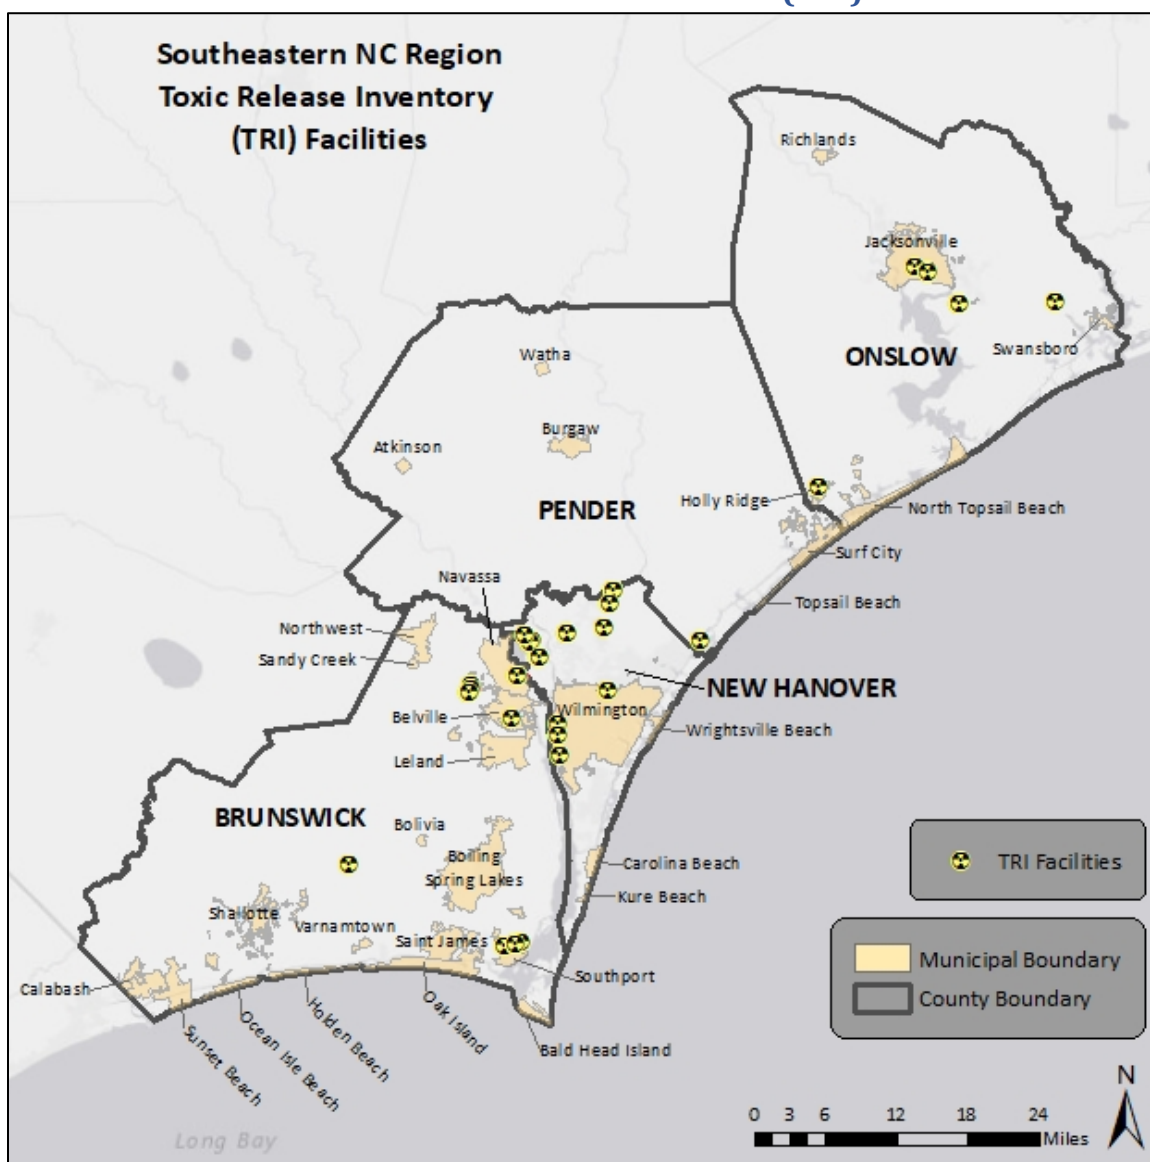 Southeastern NC Region
Toxic Release Inventory
(TRI) Facilities
Richlands
Jacksonville
ONSLOW
Swansboro
Watha
Burgaw
Atkinson
PENDER
Holly Ridge
North Topsail Beach
Surf City
Topsail Beach
Navassa
Northwest
Sandy Creek
NEW HANOVER
Belville
Wilmington
Wrightsville Beach
Leland
BRUNSWICK
Bolivia
Boiling
Spring Lakes
Carolina Beach
Kure Beach
Shallotte
Varnamtown
Saint James
Southport
Calabash
Sunset Beach
Ocean Isle Beach
Holden Beach
Oak Island
Bald Head Island
Long Bay
TRI Facilities
Municipal Boundary
County Boundary
N
0 3 6 12 18 24
Miles